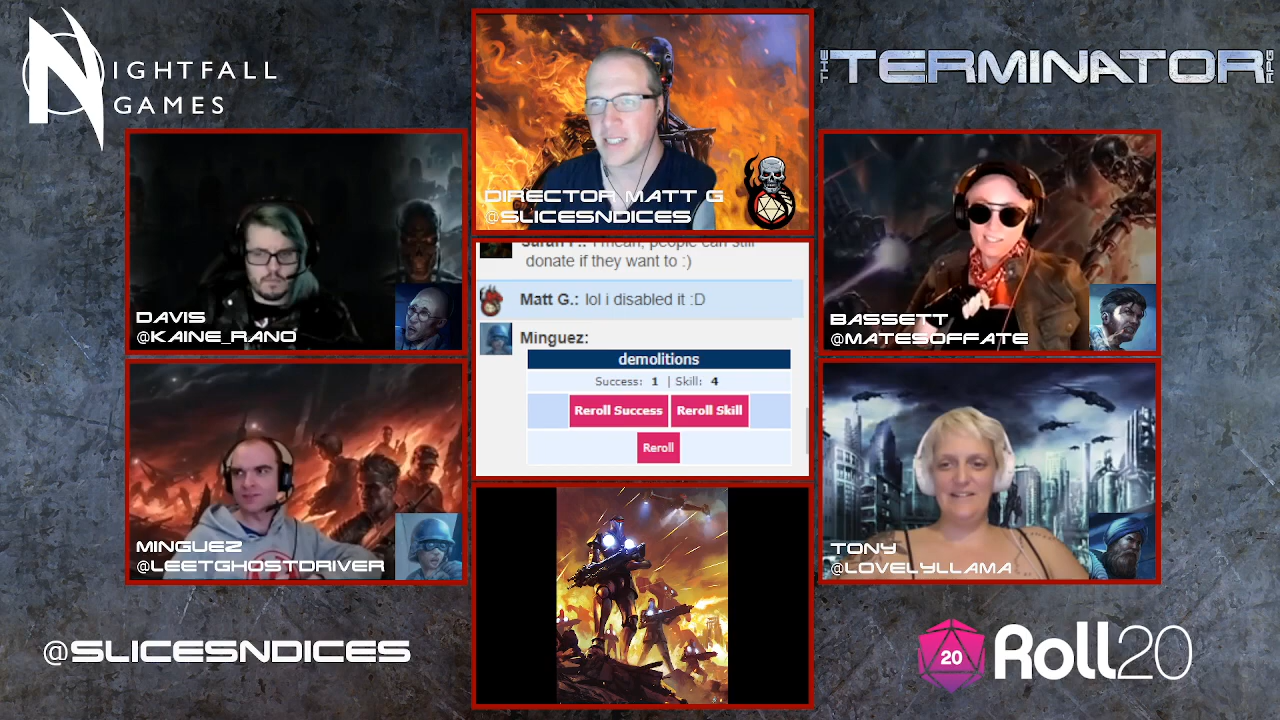 NIGHTFALL
GAMES
THE TERMINATOR RPG
DIRECTOR MATT G
@SLICESNDICES
DAVIS
@KAINE_RANO
BASSETT
@MATESOFFATE
Sarah F.: I mean, people can still
donate if they want to :)
Matt G.: lol i disabled it :D
Minguez:
demolitions
Success: 1 | Skill: 4
Reroll Success Reroll Skill
Reroll
MINGUEZ
@LEETGHOSTDRIVER
TONY
@LOVELYLLAMA
@SLICESNDICES
20 Roll20